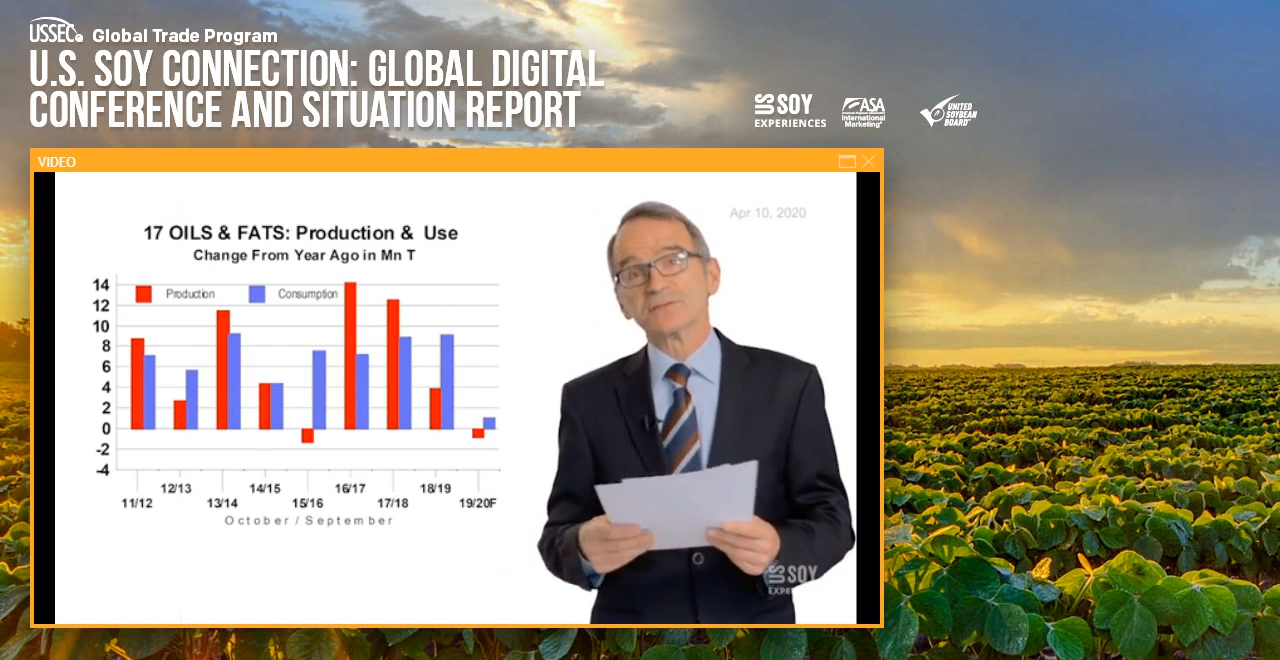 USSEC Global Trade Program
U.S. SOY CONNECTION: GLOBAL DIGITAL
CONFERENCE AND SITUATION REPORT
US SOY
EXPERIENCES
ASA
International
Marketing
UNITED
SOYBEAN
BOARD
VIDEO
Apr 10, 2020
17 OILS & FATS: Production & Use
Change From Year Ago in Mn T
Production Consumption
14
12
10
8
6
4
2
0
-2
-4
12/13 14/15 16/17 18/19
11/12 13/14 15/16 17/18 19/20F
October / September
US SOY
EXPERI